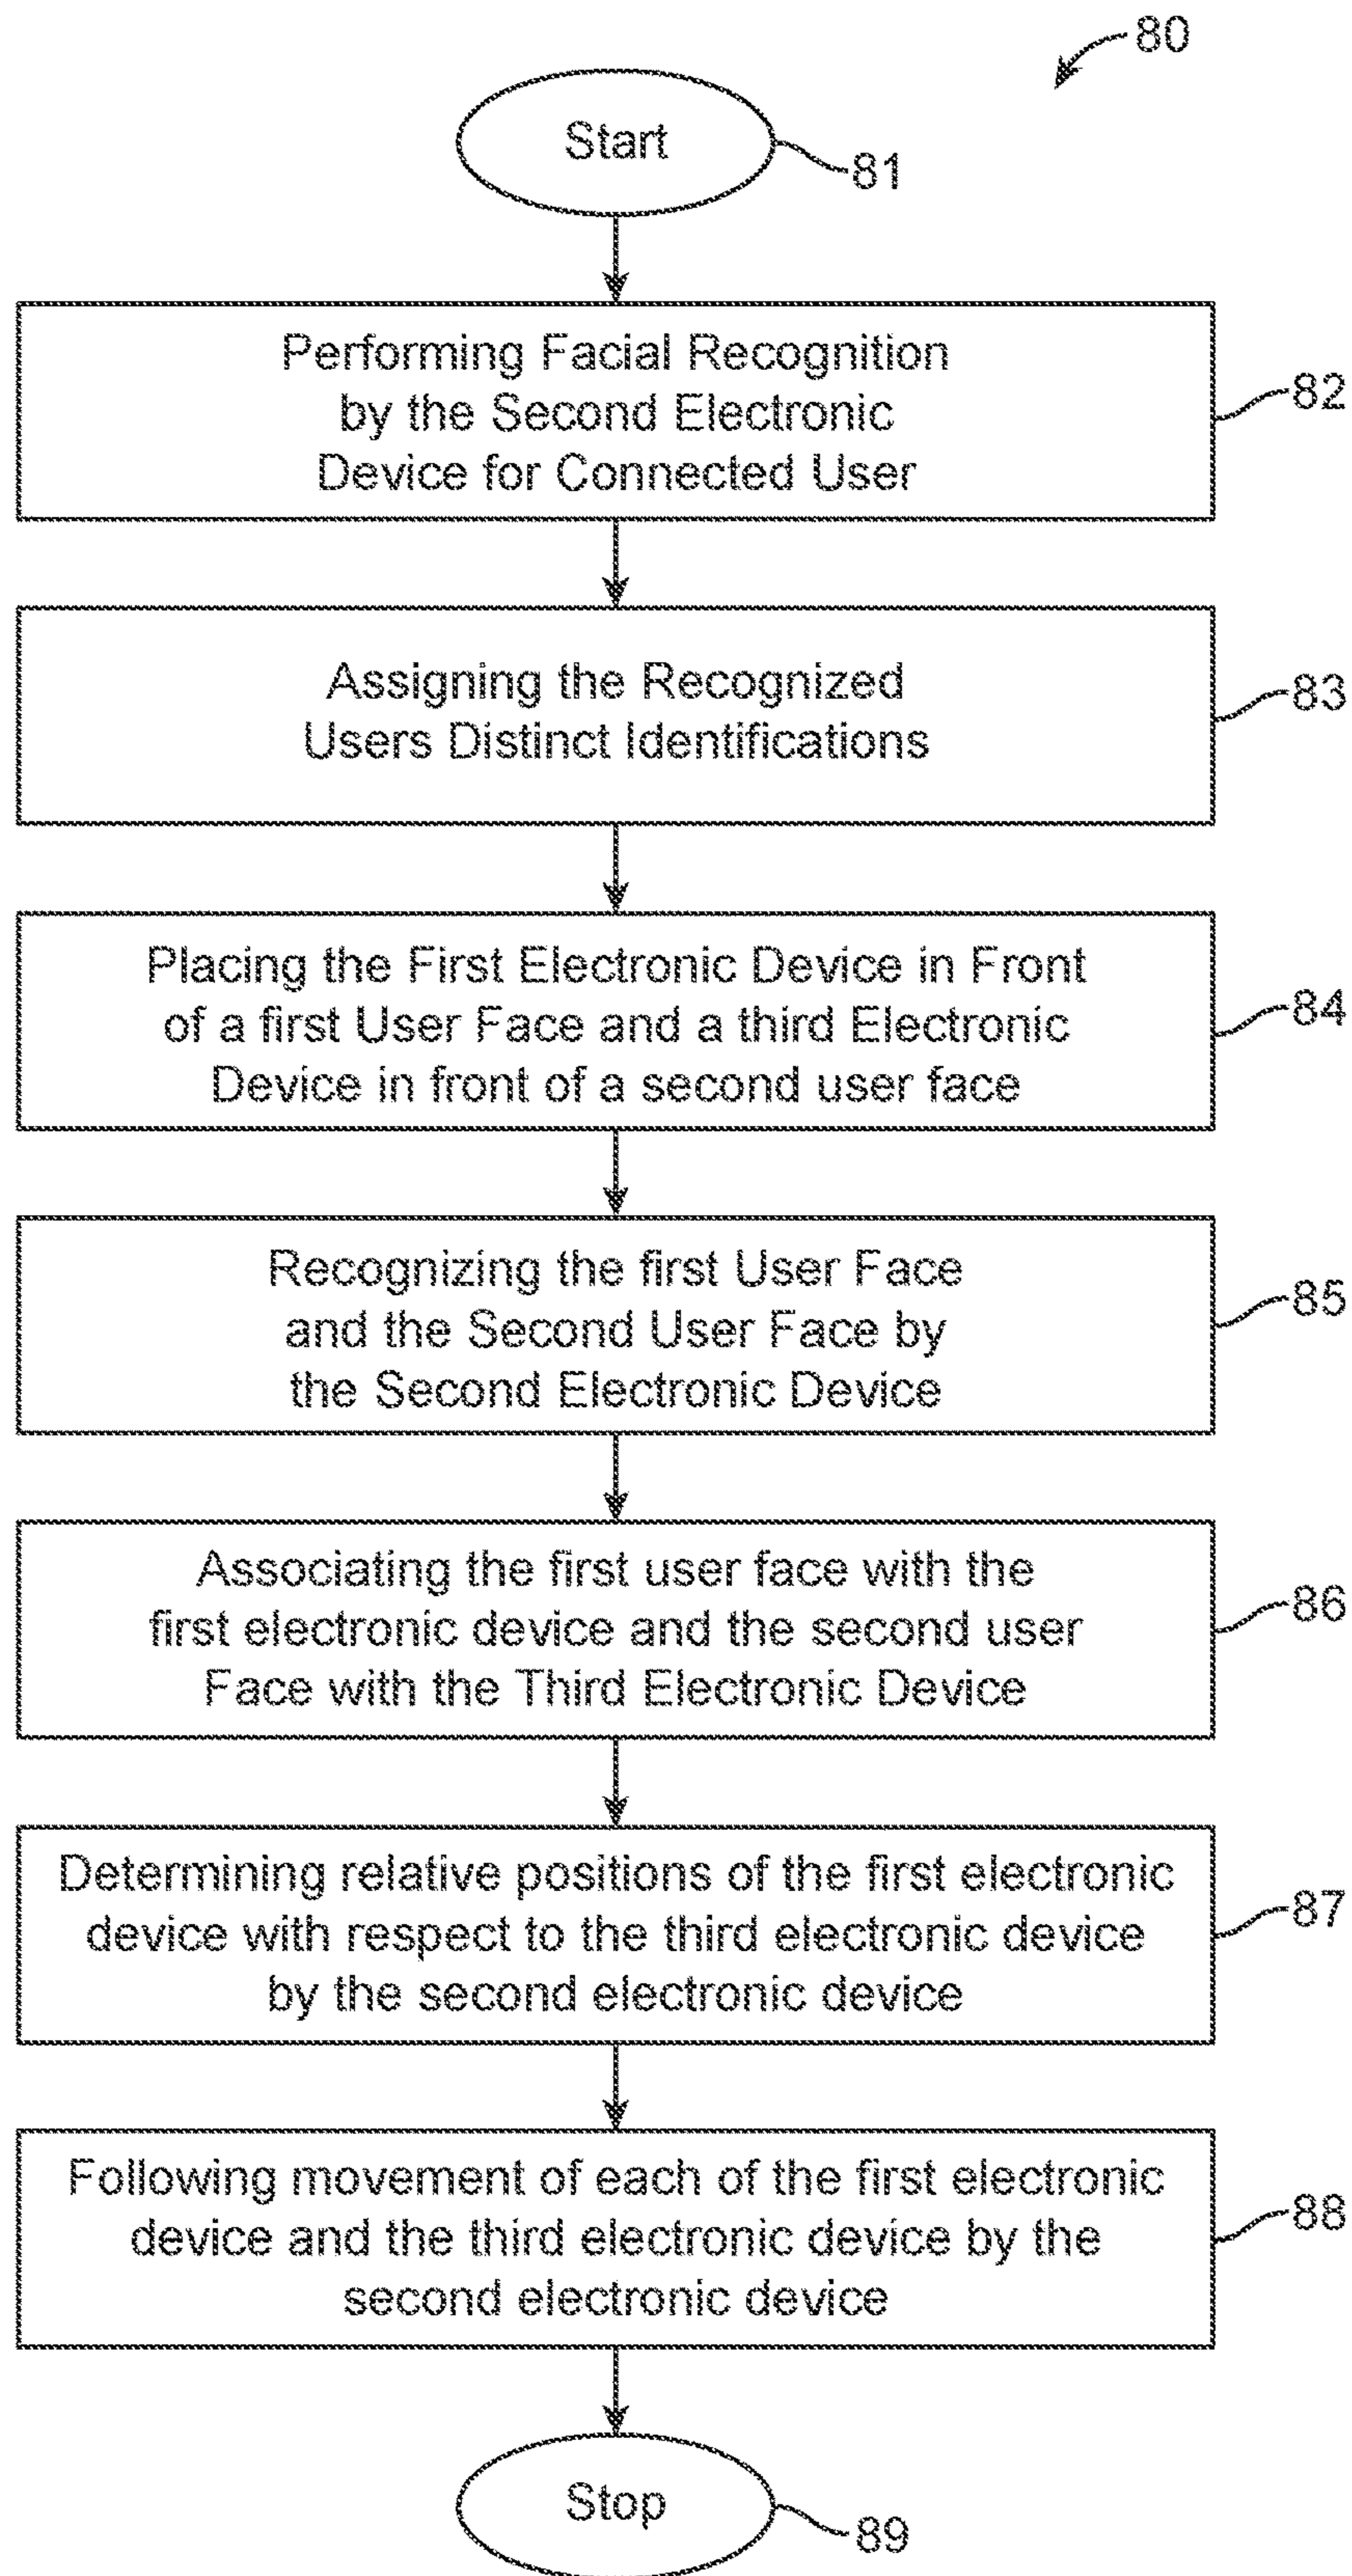 80
Start
81
Performing Facial Recognition
by the Second Electronic
Device for Connected User
82
Assigning the Recognized
Users Distinct Identifications
83
Placing the First Electronic Device in Front
of a first User Face and a third Electronic
Device in front of a second user face
84
Recognizing the first User Face
and the Second User Face by
the Second Electronic Device
85
Associating the first user face with the
first electronic device and the second user
Face with the Third Electronic Device
86
Determining relative positions of the first electronic
device with respect to the third electronic device
by the second electronic device
87
Following movement of each of the first electronic
device and the third electronic device by the
second electronic device
88
Stop
89